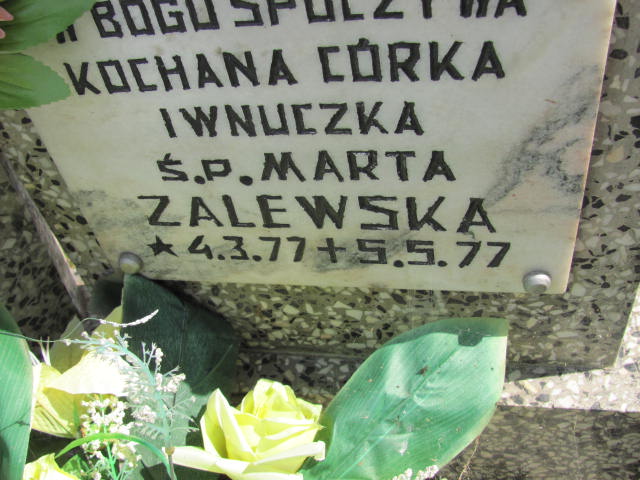 W BOGU SPOCZYWA
KOCHANA CÓRKA
I WNUCZKA
Ś.P. MARTA
ZALEWSKA
★ 4.3.77 + 5.5.77